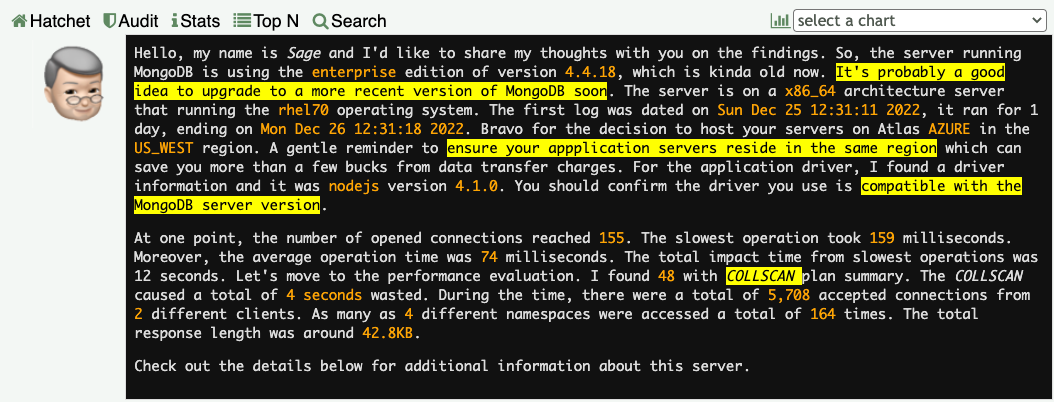 Hatchet Audit Stats Top N Search select a chart
Hello, my name is Sage and I'd like to share my thoughts with you on the findings. So, the server running
MongoDB is using the enterprise edition of version 4.4.18, which is kinda old now. It's probably a good
idea to upgrade to a more recent version of MongoDB soon. The server is on a x86_64 architecture server
that running the rhel70 operating system. The first log was dated on Sun Dec 25 12:31:11 2022, it ran for 1
day, ending on Mon Dec 26 12:31:18 2022. Bravo for the decision to host your servers on Atlas AZURE in the
US_WEST region. A gentle reminder to ensure your appplication servers reside in the same region which can
save you more than a few bucks from data transfer charges. For the application driver, I found a driver
information and it was nodejs version 4.1.0. You should confirm the driver you use is compatible with the
MongoDB server version.
At one point, the number of opened connections reached 155. The slowest operation took 159 milliseconds.
Moreover, the average operation time was 74 milliseconds. The total impact time from slowest operations was
12 seconds. Let's move to the performance evaluation. I found 48 with COLLSCAN plan summary. The COLLSCAN
caused a total of 4 seconds wasted. During the time, there were a total of 5,708 accepted connections from
2 different clients. As many as 4 different namespaces were accessed a total of 164 times. The total
response length was around 42.8KB.
Check out the details below for additional information about this server.